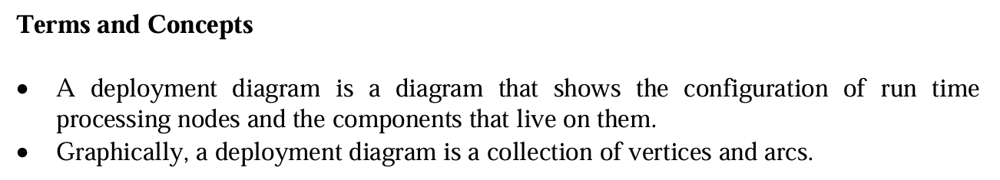 Terms and Concepts
• A deployment diagram is a diagram that shows the configuration of run time
processing nodes and the components that live on them.
• Graphically, a deployment diagram is a collection of vertices and arcs.